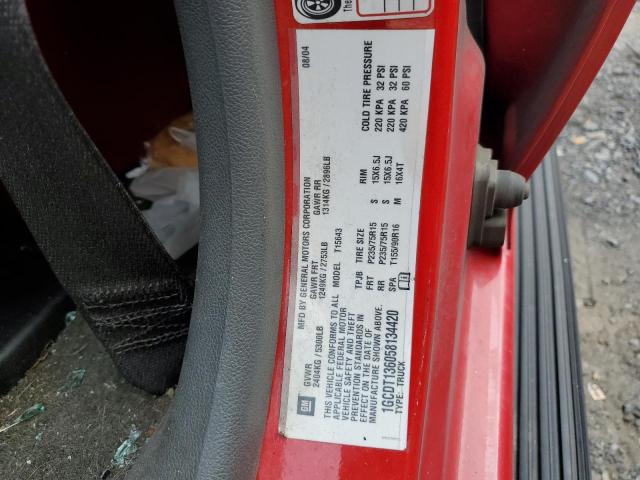 The
MFD BY GENERAL MOTORS CORPORATION 08/04
GVWR GAWR FRT GAWR RR
2404KG / 5300LB 1249KG / 2753LB 1314KG / 2896LB
THIS VEHICLE CONFORMS TO ALL
APPLICABLE FEDERAL MOTOR
VEHICLE SAFETY AND THEFT
PREVENTION STANDARDS IN
EFFECT ON THE DATE OF
MANUFACTURE SHOWN ABOVE.
1GCDT136058134420
TYPE: TRUCK
MODEL T15643
TPJB TIRE SIZE RIM COLD TIRE PRESSURE
FRT P235/75R15 S 15X6.5J 220 KPA 32 PSI
RR P235/75R15 S 15X6.5J 220 KPA 32 PSI
SPA T155/90R16 M 16X4T 420 KPA 60 PSI
GM